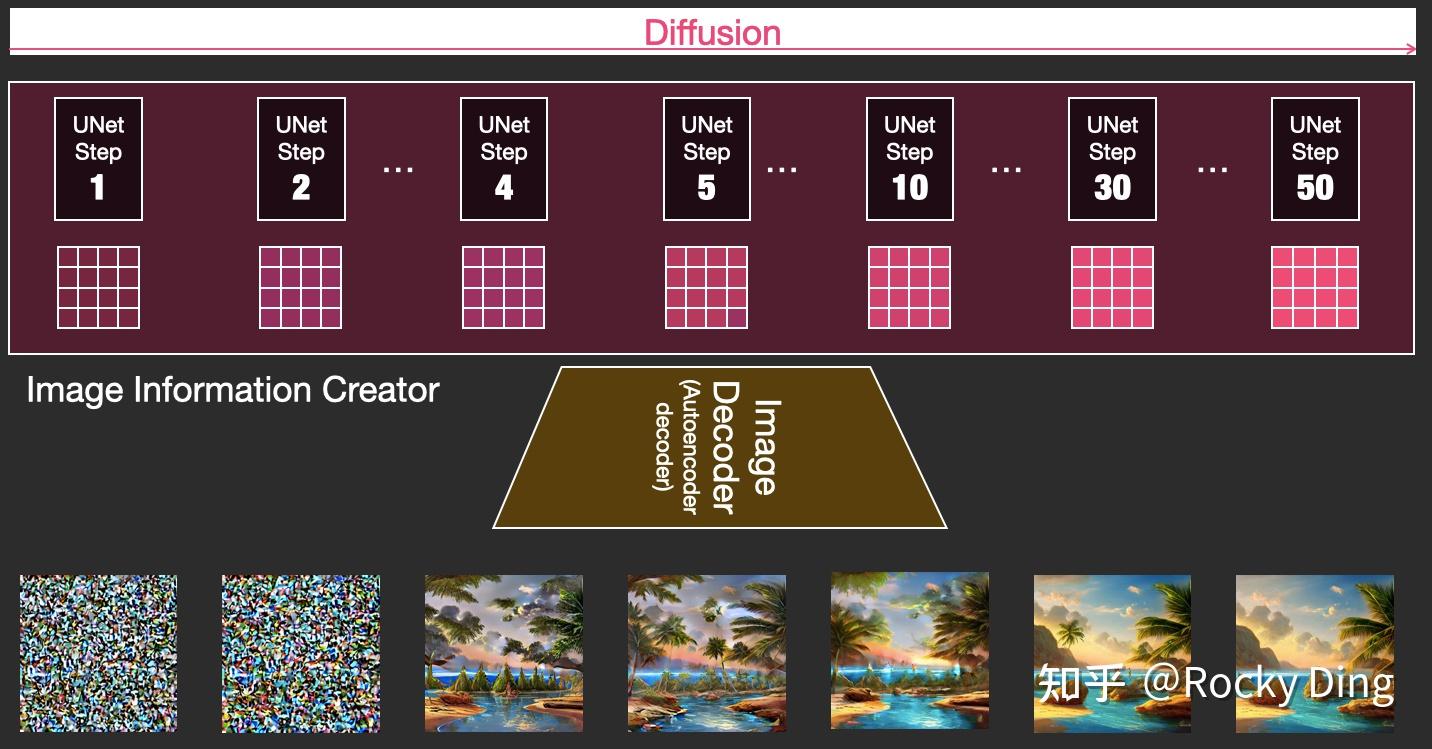 Diffusion
UNet
Step
1
UNet
Step
2
...
UNet
Step
4
UNet
Step
5
...
UNet
Step
10
...
UNet
Step
30
...
UNet
Step
50
Image Information Creator
Image
Decoder
(Autoencoder
decoder)
知乎 @Rocky Ding